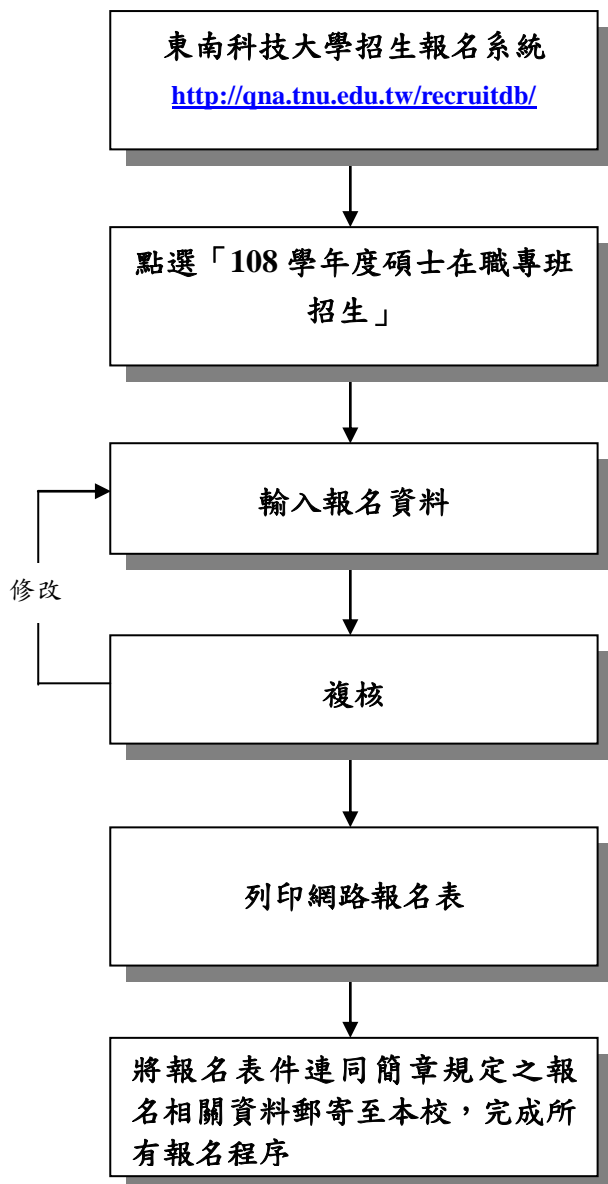 東南科技大學招生報名系統
http://qna.tnu.edu.tw/recruitdb/
點選「108 學年度碩士在職專班
招生」
輸入報名資料
修改
複核
列印網路報名表
將報名表件連同簡章規定之報
名相關資料郵寄至本校，完成所
有報名程序